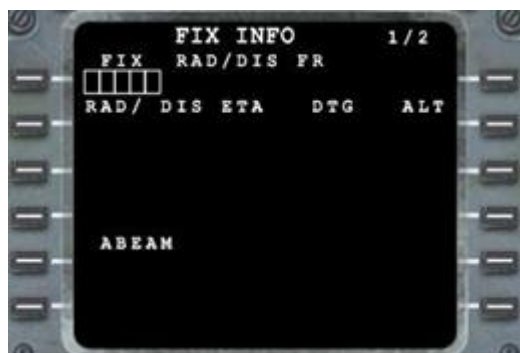 FIX INFO 1/2
FIX RAD/DIS FR
RAD/ DIS ETA DTG ALT
ABEAM